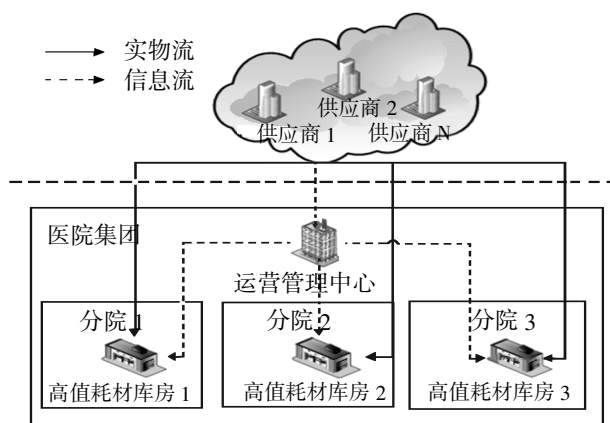 实物流
信息流
供应商 2
供应商 1
供应商 N
医院集团
运营管理中心
分院 1
分院 2
分院 3
高值耗材库房 1
高值耗材库房 2
高值耗材库房 3